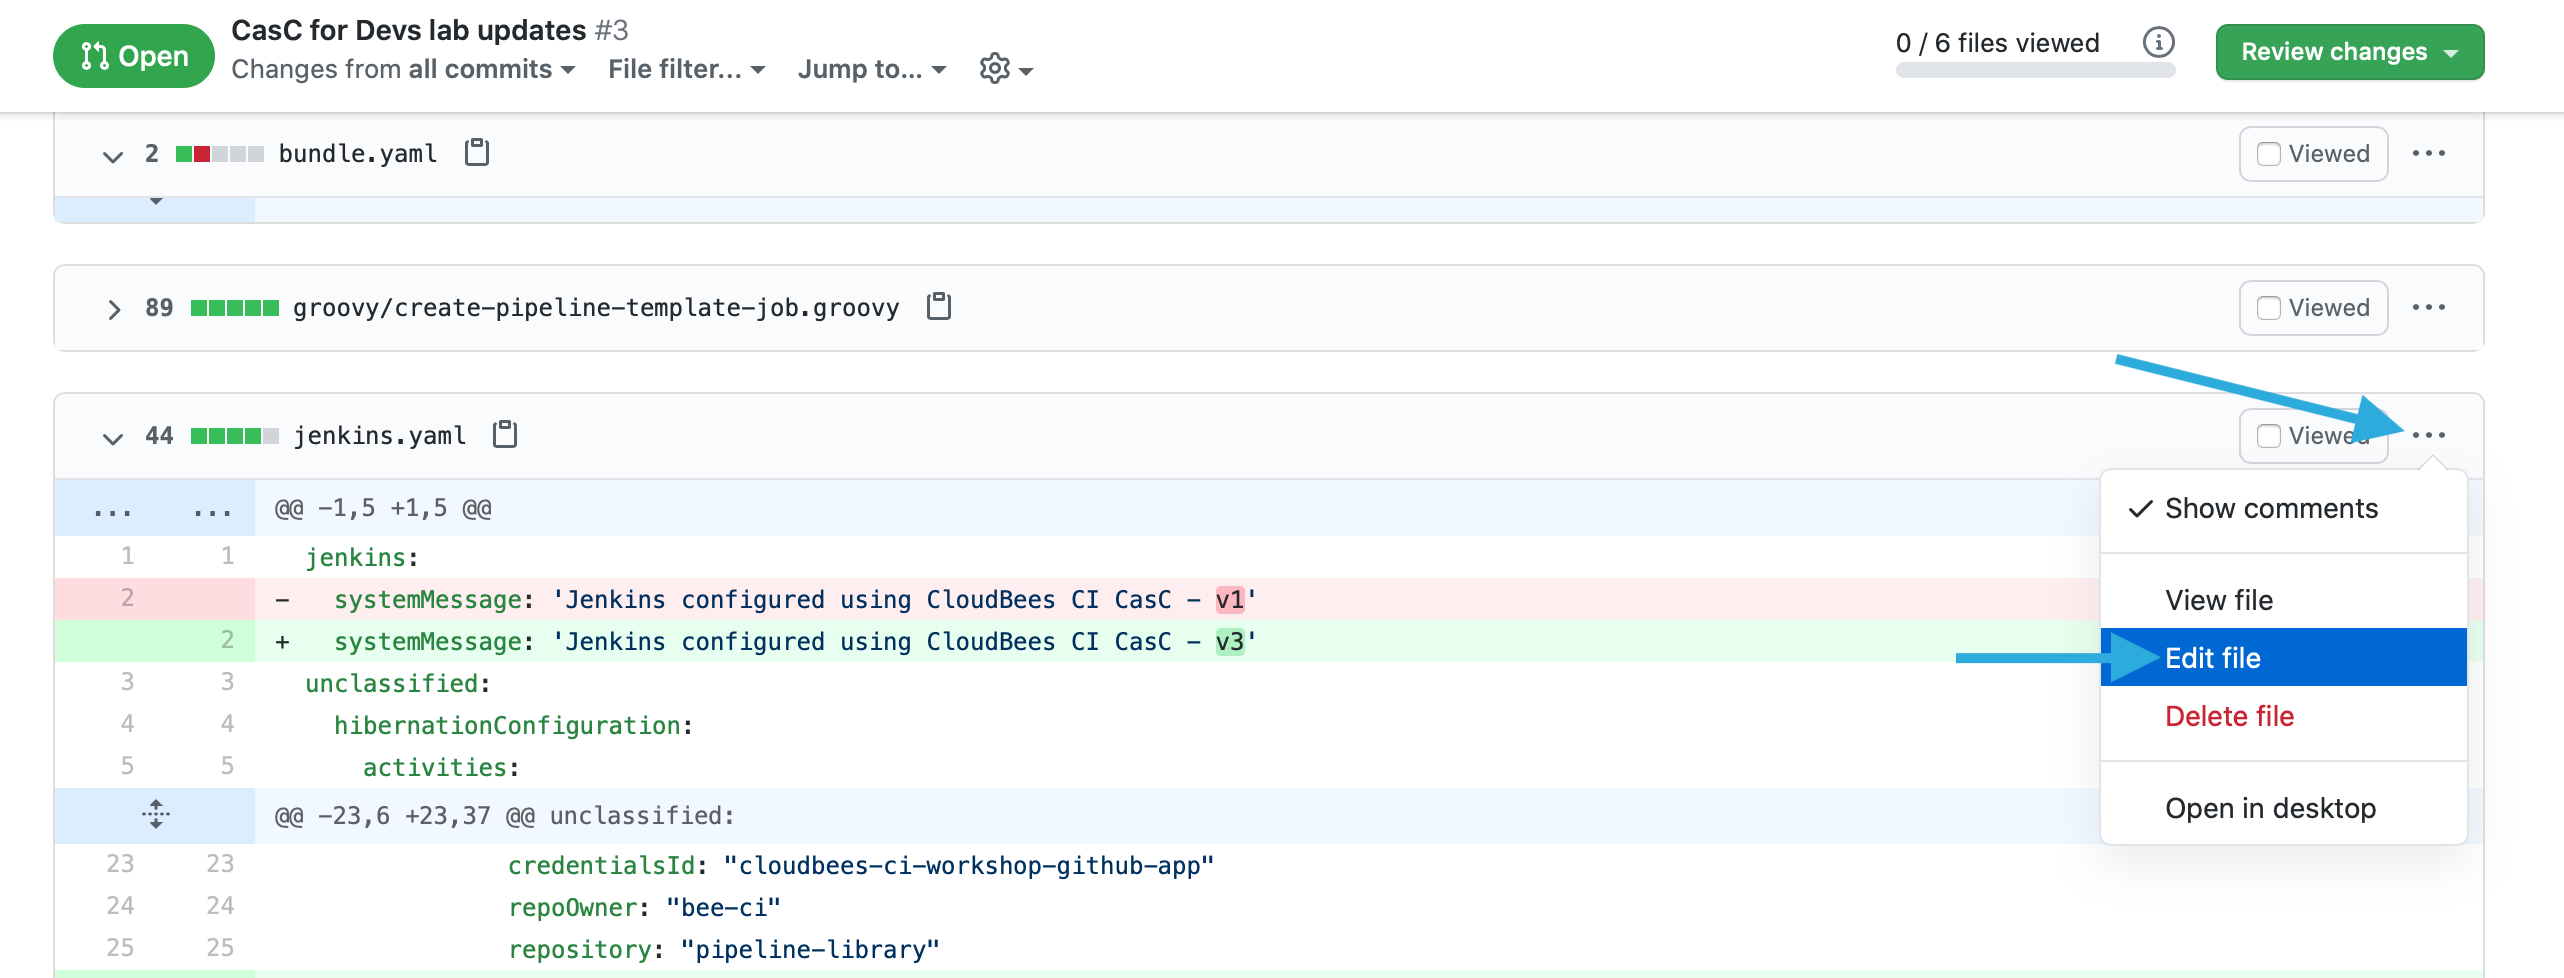 Open
CasC for Devs lab updates #3
Changes from all commits
File filter...
Jump to...
0 / 6 files viewed
Review changes
2 bundle.yaml
Viewed
89 groovy/create-pipeline-template-job.groovy
Viewed
44 jenkins.yaml
Viewed
Show comments
View file
Edit file
Delete file
Open in desktop
... ... @@ -1,5 +1,5 @@
1 1 jenkins:
2 - systemMessage: 'Jenkins configured using CloudBees CI CasC - v1'
2 + systemMessage: 'Jenkins configured using CloudBees CI CasC - v3'
3 3 unclassified:
4 4 hibernationConfiguration:
5 5 activities:
@@ -23,6 +23,37 @@ unclassified:
23 23 credentialsId: "cloudbees-ci-workshop-github-app"
24 24 repoOwner: "bee-ci"
25 25 repository: "pipeline-library"